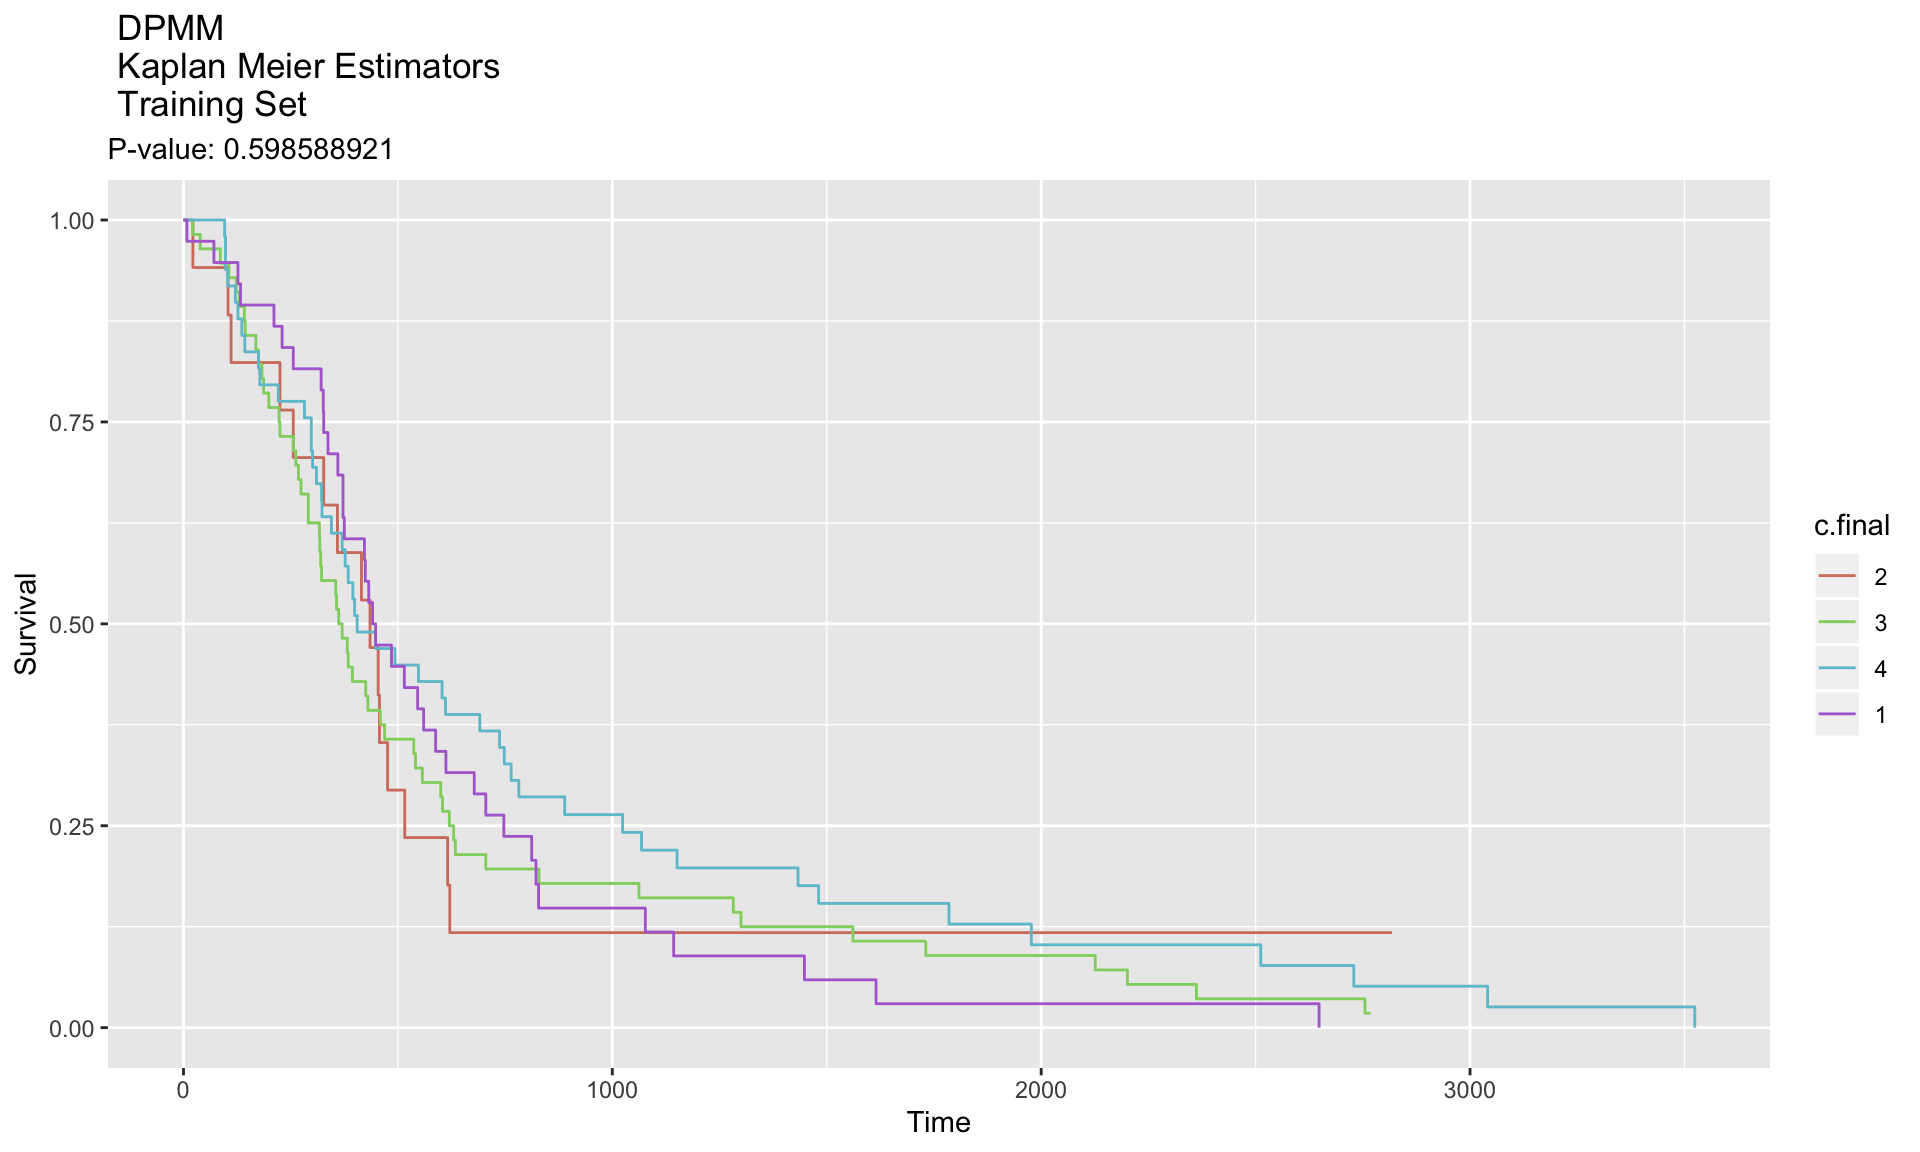 DPMM
Kaplan Meier Estimators
Training Set
P-value: 0.598588921
1.00
0.75
0.50
0.25
0.00
Survival
0
1000
2000
3000
Time
c.final
2
3
4
1